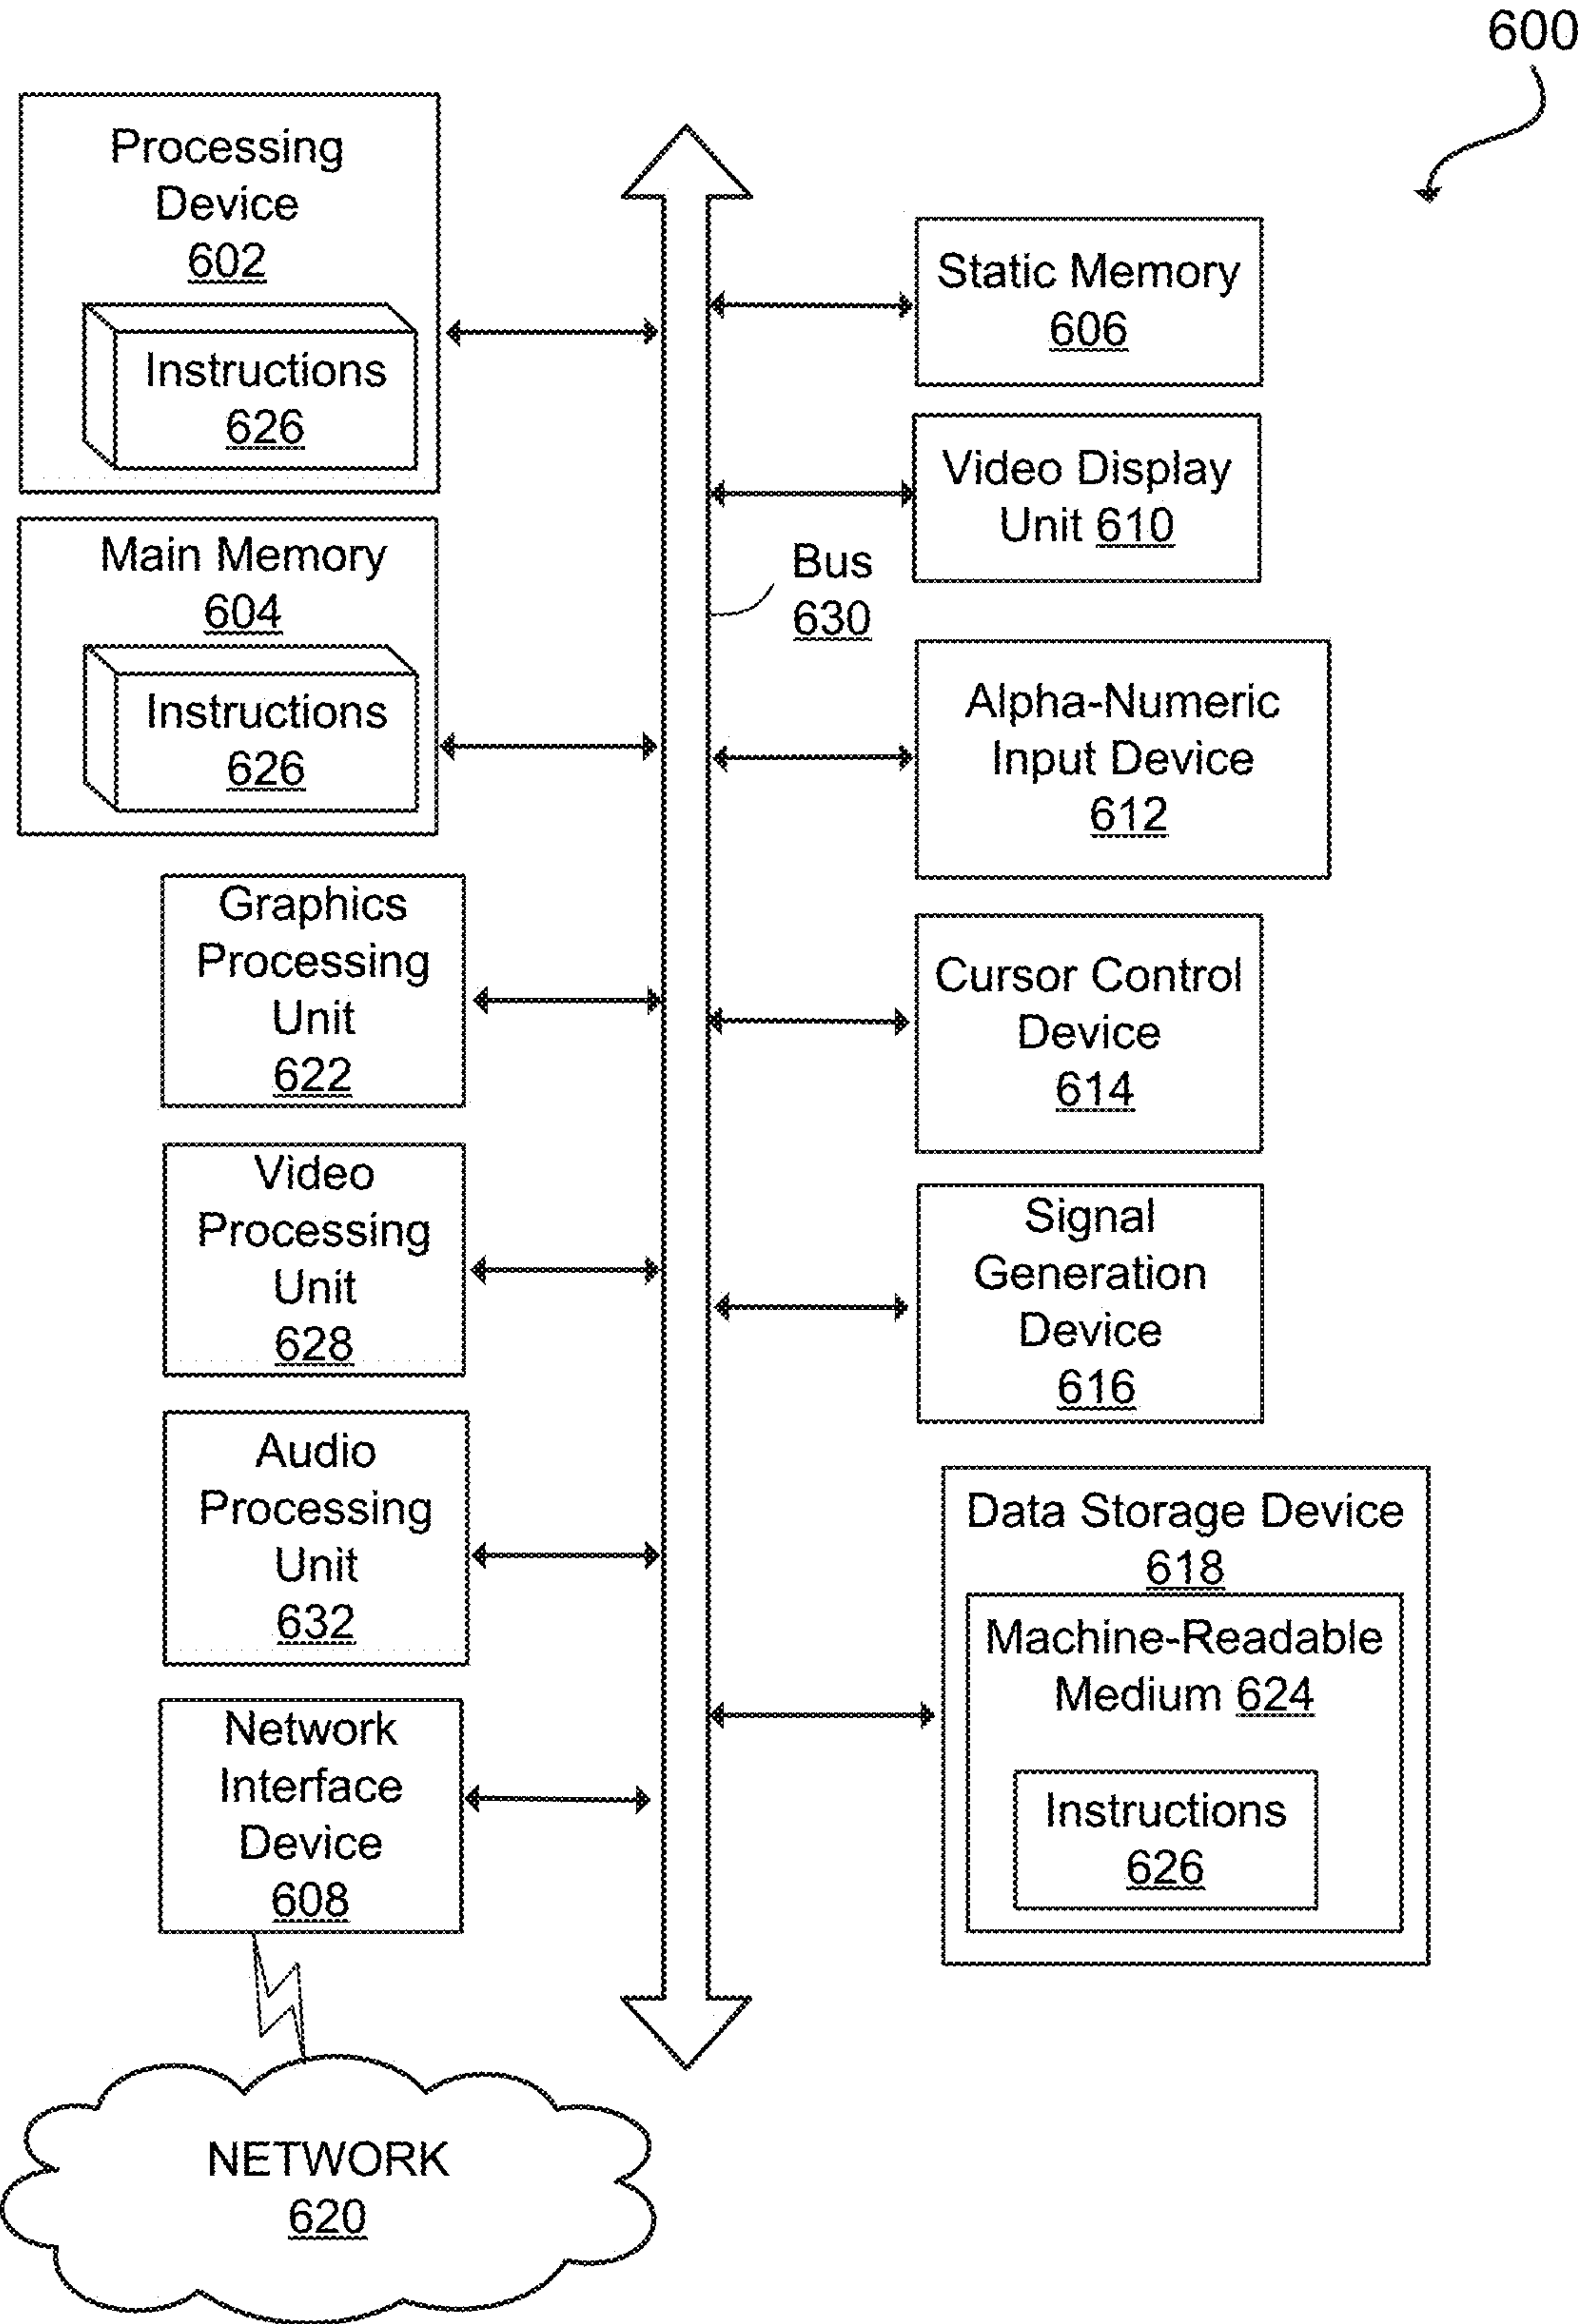 600
Processing
Device
602
Instructions
626
Main Memory
604
Instructions
626
Graphics
Processing
Unit
622
Video
Processing
Unit
628
Audio
Processing
Unit
632
Network
Interface
Device
608
NETWORK
620
Bus
630
Static Memory
606
Video Display
Unit 610
Alpha-Numeric
Input Device
612
Cursor Control
Device
614
Signal
Generation
Device
616
Data Storage Device
618
Machine-Readable
Medium 624
Instructions
626